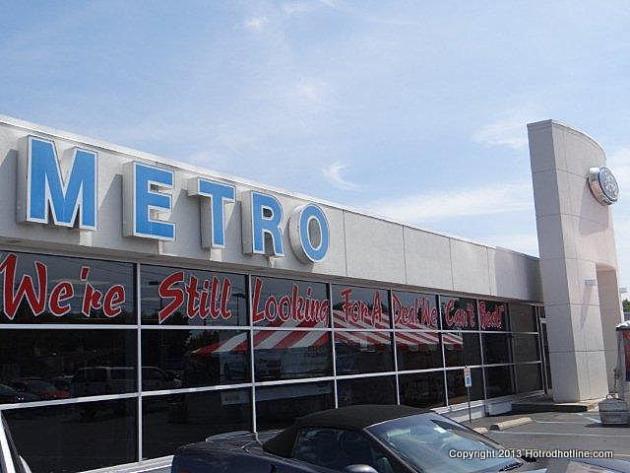 METRO
We're Still Looking For A Deal We Can't Beat!
Copyright 2013 Hotrodhotline.com